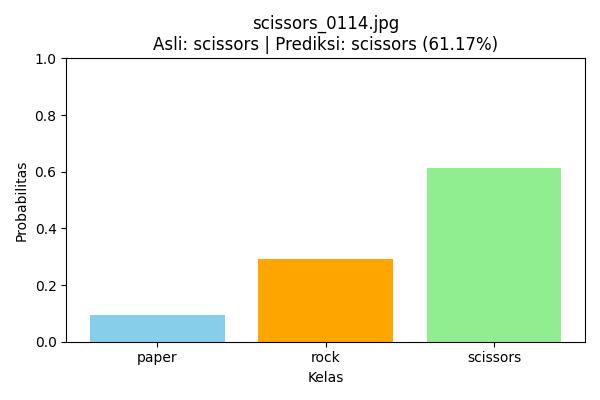 scissors_0114.jpg
Asli: scissors | Prediksi: scissors (61.17%)
1.0
0.8
0.6
0.4
0.2
0.0
Probabilitas
paper
rock
scissors
Kelas